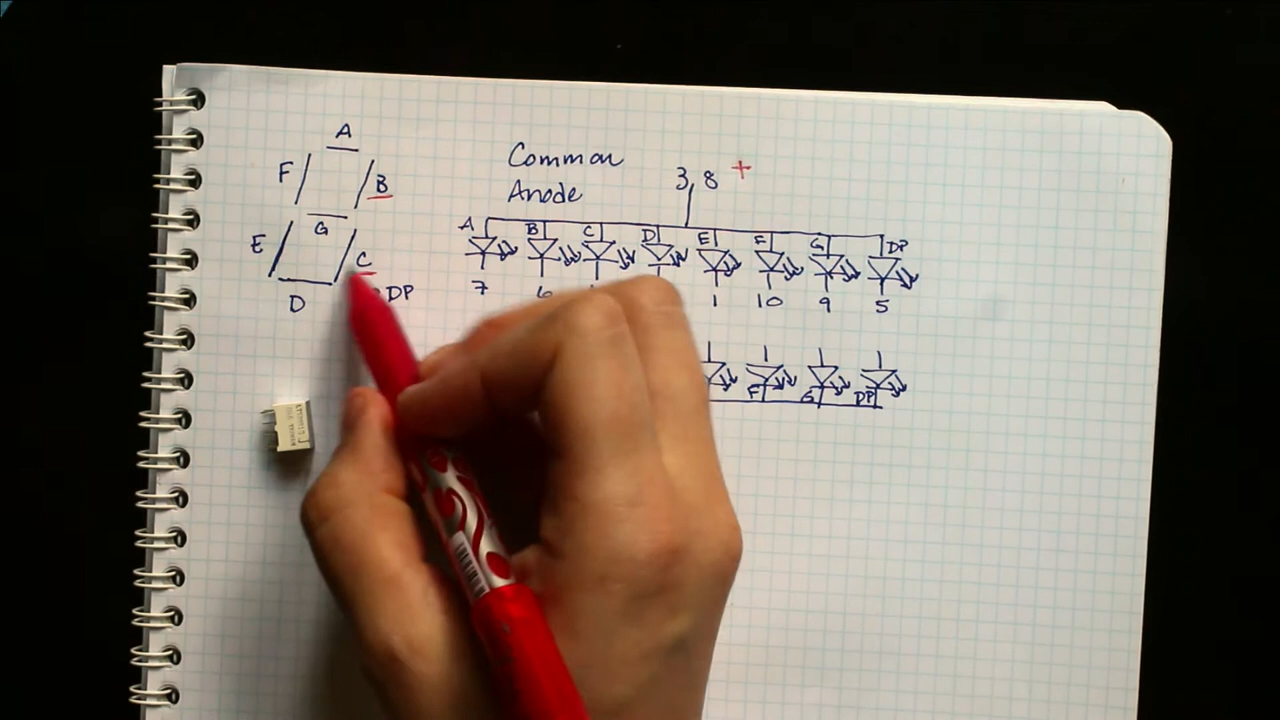 A
F B
G
E C
D DP
Common
Anode
3,8 +
A B C D E F G DP
7 6 1 10 9 5
F G DP